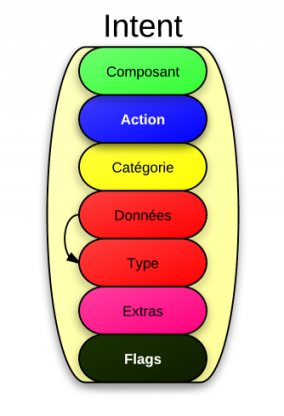 Intent
Composant
Action
Catégorie
Données
Type
Extras
Flags